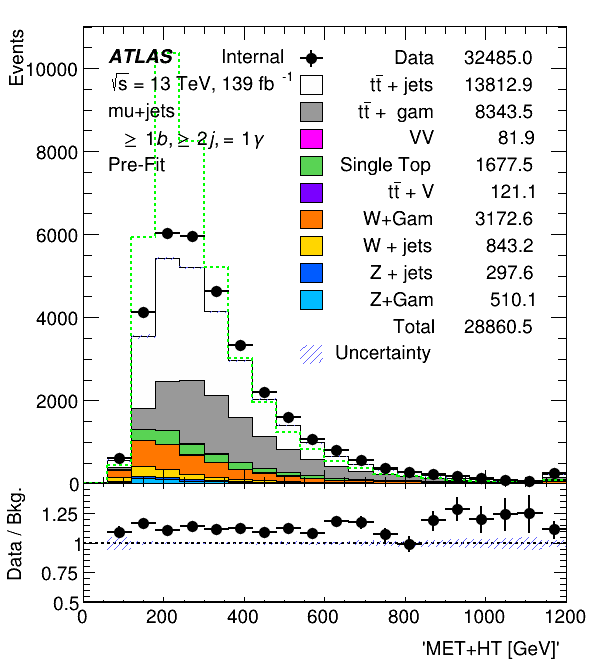 Events
ATLAS Internal
√s = 13 TeV, 139 fb -1
mu+jets
≥ 1b, ≥ 2j, = 1γ
Pre-Fit
Data 32485.0
tt̄ + jets 13812.9
tt̄ + gam 8343.5
VV 81.9
Single Top 1677.5
tt̄ + V 121.1
W+Gam 3172.6
W + jets 843.2
Z + jets 297.6
Z+Gam 510.1
Total 28860.5
Uncertainty
10000
8000
6000
4000
2000
0
Data / Bkg.
1.25
1
0.75
0.5
0 200 400 600 800 1000 1200
'MET+HT [GeV]'